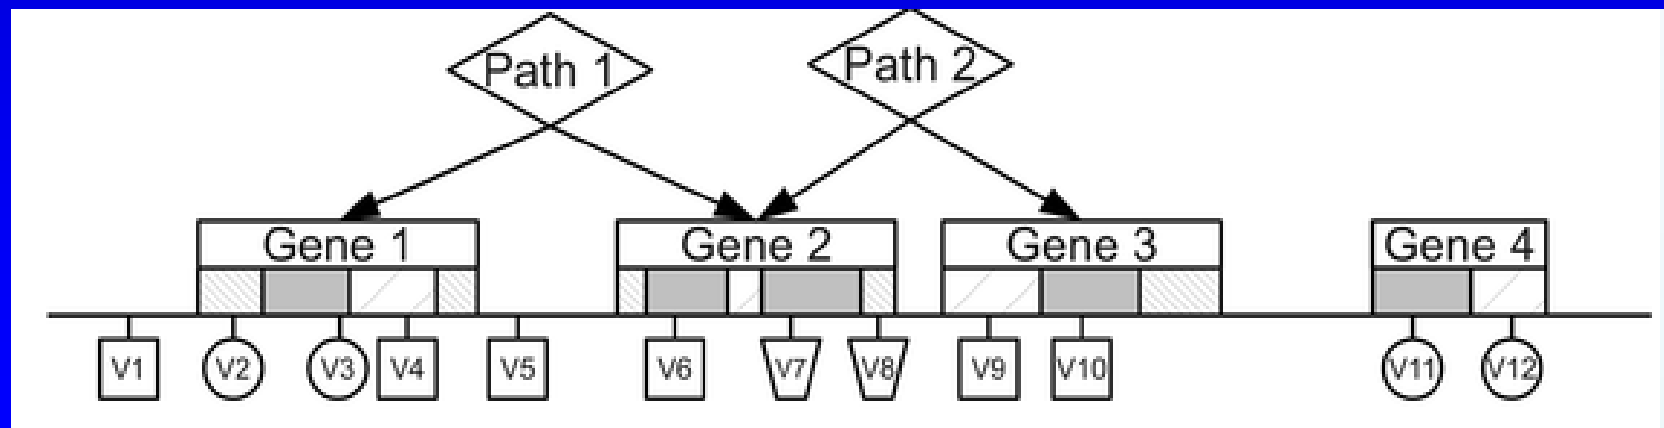 Path 1
Path 2
Gene 1
Gene 2
Gene 3
Gene 4
V1
V2
V3
V4
V5
V6
V7
V8
V9
V10
V11
V12